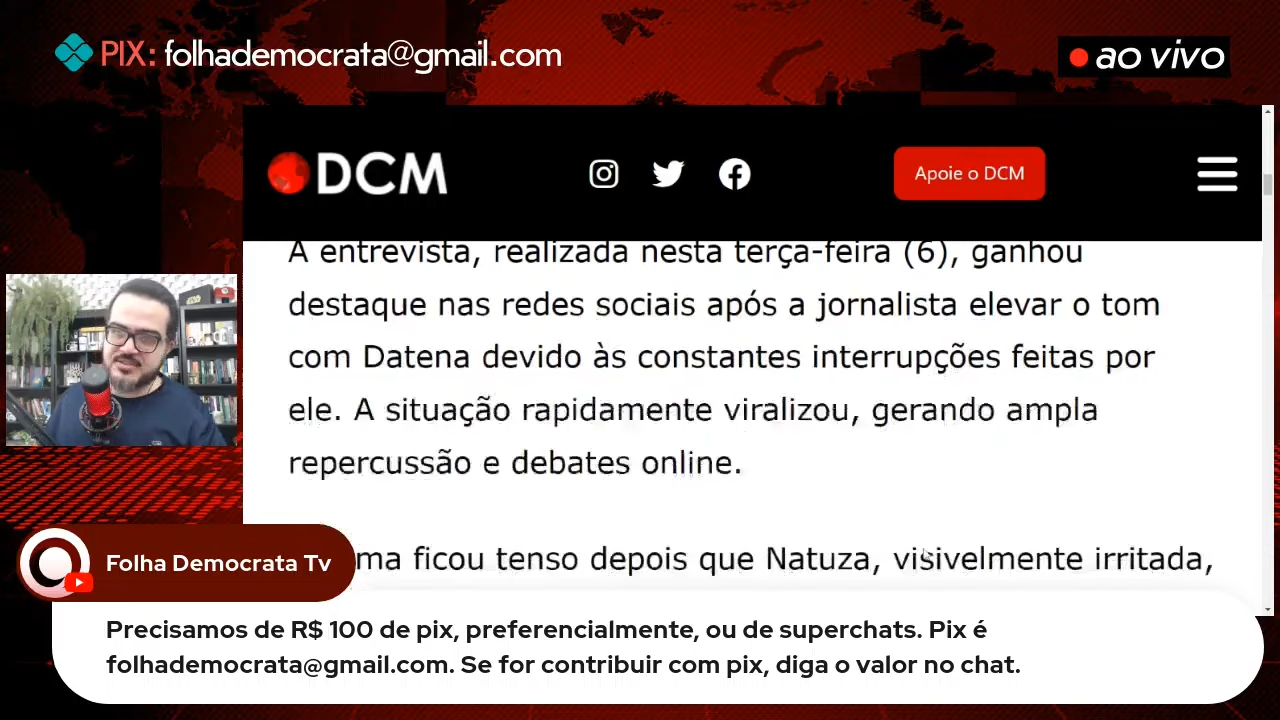 PIX: folhademocrata@gmail.com
ao vivo
DCM
Apoie o DCM
A entrevista, realizada nesta terça-feira (6), ganhou
destaque nas redes sociais após a jornalista elevar o tom
com Datena devido às constantes interrupções feitas por
ele. A situação rapidamente viralizou, gerando ampla
repercussão e debates online.
ma ficou tenso depois que Natuza, visivelmente irritada,
Folha Democrata Tv
Precisamos de R$ 100 de pix, preferencialmente, ou de superchats. Pix é
folhademocrata@gmail.com. Se for contribuir com pix, diga o valor no chat.